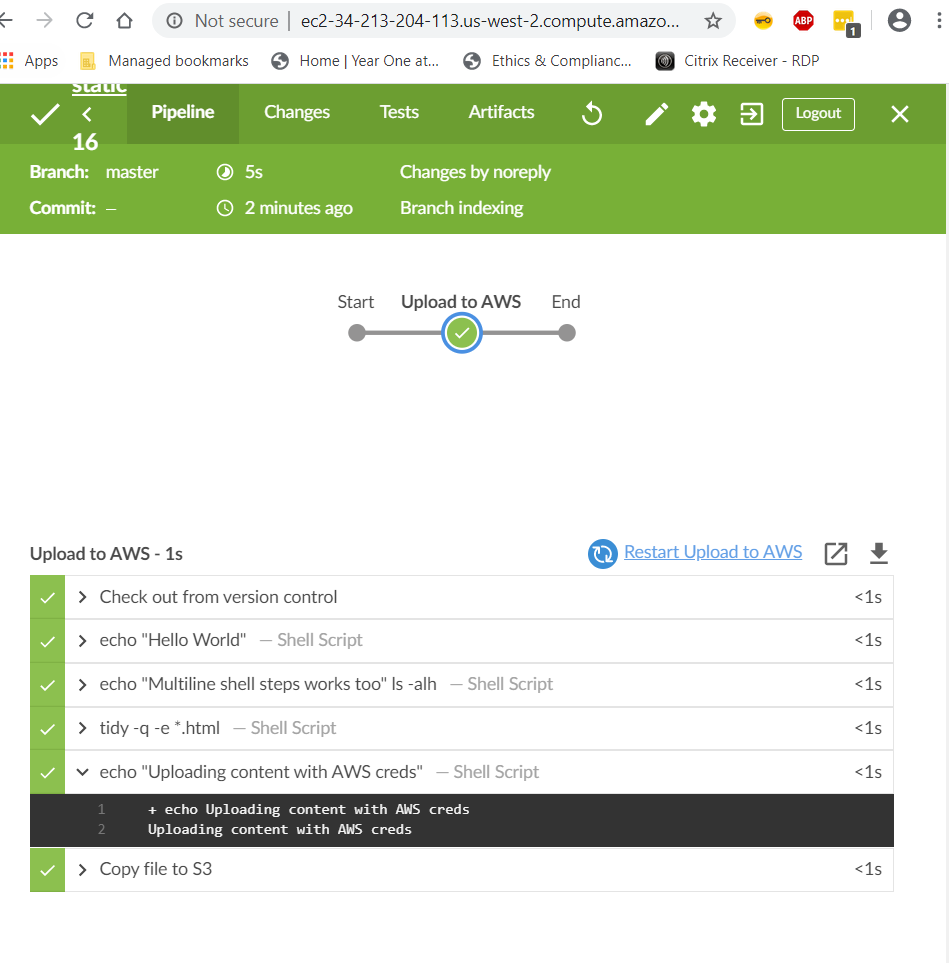 Not secure | ec2-34-213-204-113.us-west-2.compute.amazo...
ABP
1
Apps Managed bookmarks Home | Year One at... Ethis & Complianc... Citrix Receiver - RDP
static
< 16
Pipeline Changes Tests Artifacts Logout
Branch: master 5s Changes by noreply
Commit: – 2 minutes ago Branch indexing
Start Upload to AWS End
Upload to AWS - 1s Restart Upload to AWS
Check out from version control <1s
echo "Hello World" — Shell Script <1s
echo "Multiline shell steps works too" ls -alh — Shell Script <1s
tidy -q -e *.html — Shell Script <1s
echo "Uploading content with AWS creds" — Shell Script <1s
1 + echo Uploading content with AWS creds
2 Uploading content with AWS creds
Copy file to S3 <1s